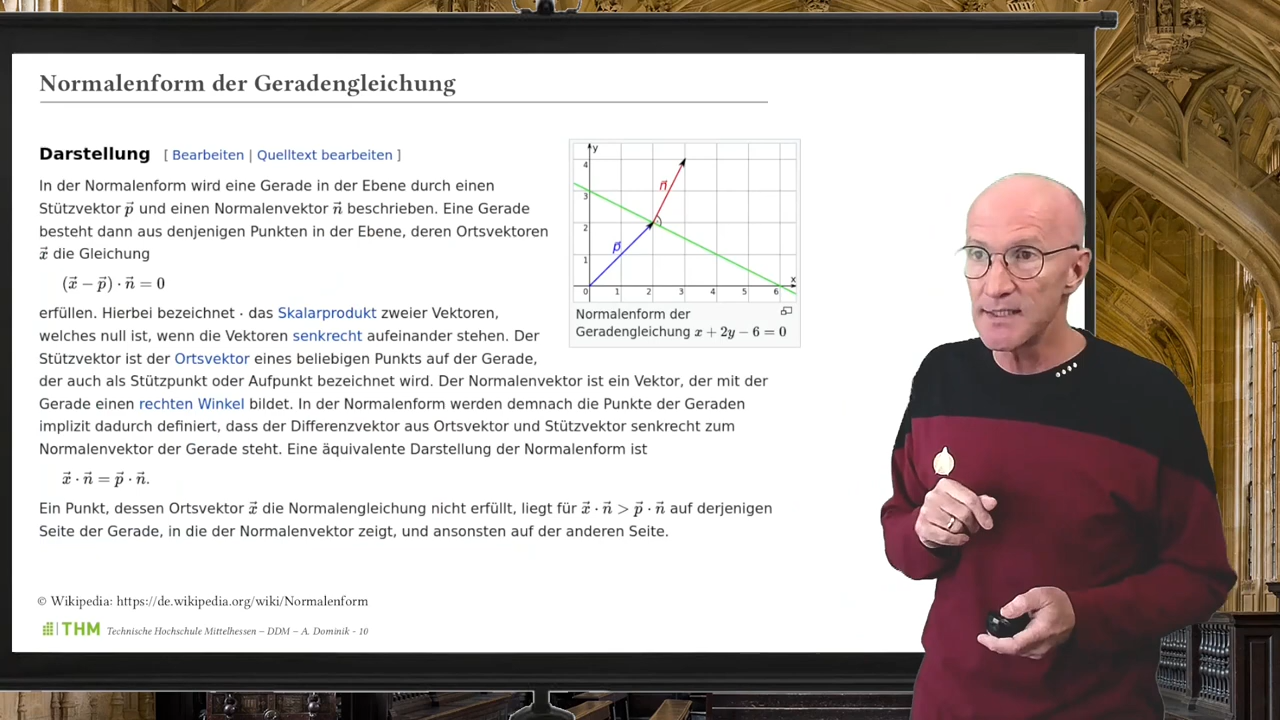 Normalenform der Geradengleichung
Darstellung [ Bearbeiten | Quelltext bearbeiten ]
In der Normalenform wird eine Gerade in der Ebene durch einen
Stützvektor p⃗ und einen Normalenvektor n⃗ beschrieben. Eine Gerade
besteht dann aus denjenigen Punkten in der Ebene, deren Ortsvektoren
x⃗ die Gleichung
(x⃗ − p⃗) · n⃗ = 0
erfüllen. Hierbei bezeichnet · das Skalarprodukt zweier Vektoren,
welches null ist, wenn die Vektoren senkrecht aufeinander stehen. Der
Stützvektor ist der Ortsvektor eines beliebigen Punkts auf der Gerade,
der auch als Stützpunkt oder Aufpunkt bezeichnet wird. Der Normalenvektor ist ein Vektor, der mit der
Gerade einen rechten Winkel bildet. In der Normalenform werden demnach die Punkte der Geraden
implizit dadurch definiert, dass der Differenzvektor aus Ortsvektor und Stützvektor senkrecht zum
Normalenvektor der Gerade steht. Eine äquivalente Darstellung der Normalenform ist
x⃗ · n⃗ = p⃗ · n⃗.
Ein Punkt, dessen Ortsvektor x⃗ die Normalengleichung nicht erfüllt, liegt für x⃗ · n⃗ > p⃗ · n⃗ auf derjenigen
Seite der Gerade, in die der Normalenvektor zeigt, und ansonsten auf der anderen Seite.
y
4
3
2
1
n⃗
p⃗
x
0 1 2 3 4 5 6
Normalenform der
Geradengleichung x + 2y − 6 = 0
© Wikipedia: https://de.wikipedia.org/wiki/Normalenform
THM Technische Hochschule Mittelhessen – DDM – A. Dominik - 10